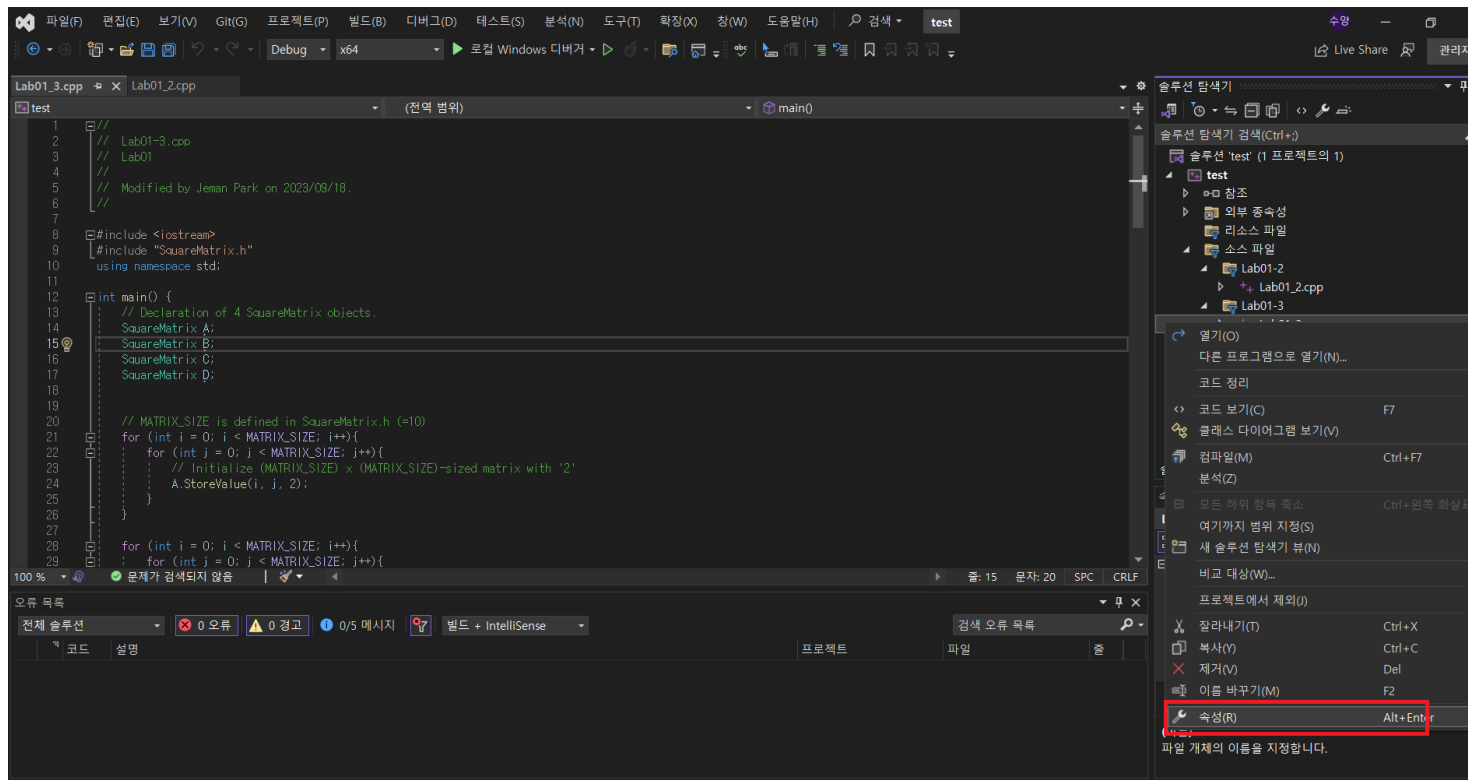 파일(F) 편집(E) 보기(V) Git(G) 프로젝트(P) 빌드(B) 디버그(D) 테스트(S) 분석(N) 도구(T) 확장(X) 창(W) 도움말(H) 검색 test 수양
Debug x64 로컬 Windows 디버거 Live Share 관리자
Lab01_3.cpp Lab01_2.cpp
test (전역 범위) main()
1 //
2 // Lab01-3.cpp
3 // Lab01
4 //
5 // Modified by Jeman Park on 2023/09/18.
6 //
7
8 #include <iostream>
9 #include "SquareMatrix.h"
10 using namespace std;
11
12 int main() {
13 // Declaration of 4 SquareMatrix objects.
14 SquareMatrix A;
15 SquareMatrix B;
16 SquareMatrix C;
17 SquareMatrix D;
18
19
20 // MATRIX_SIZE is defined in SquareMatrix.h (=10)
21 for (int i = 0; i < MATRIX_SIZE; i++){
22 for (int j = 0; j < MATRIX_SIZE; j++){
23 // Initialize (MATRIX_SIZE) x (MATRIX_SIZE)-sized matrix with '2'
24 A.StoreValue(i, j, 2);
25 }
26 }
27
28 for (int i = 0; i < MATRIX_SIZE; i++){
29 for (int j = 0; j < MATRIX_SIZE; j++){
100 % 문제가 검색되지 않음 줄: 15 문자: 20 SPC CRLF
오류 목록
전체 솔루션 0 오류 0 경고 0/5 메시지 빌드 + IntelliSense 검색 오류 목록
코드 설명 프로젝트 파일 줄
솔루션 탐색기
솔루션 탐색기 검색(Ctrl+;)
솔루션 'test' (1 프로젝트의 1)
test
참조
외부 종속성
리소스 파일
소스 파일
Lab01-2
Lab01_2.cpp
Lab01-3
열기(O)
다른 프로그램으로 열기(N)...
코드 정리
코드 보기(C) F7
클래스 다이어그램 보기(V)
컴파일(M) Ctrl+F7
분석(Z)
모든 하위 항목 축소 Ctrl+왼쪽 화살표
여기까지 범위 지정(S)
새 솔루션 탐색기 뷰(N)
비교 대상(W)...
프로젝트에서 제외(J)
잘라내기(T) Ctrl+X
복사(Y) Ctrl+C
제거(V) Del
이름 바꾸기(M) F2
속성(R) Alt+Enter
파일 개체의 이름을 지정합니다.